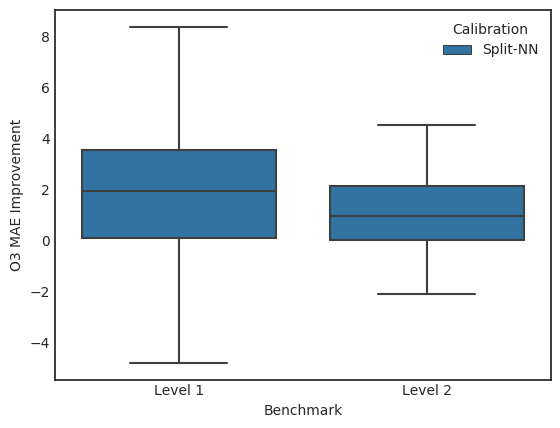 Calibration
Split-NN
8
6
4
2
0
−2
−4
O3 MAE Improvement
Level 1
Level 2
Benchmark